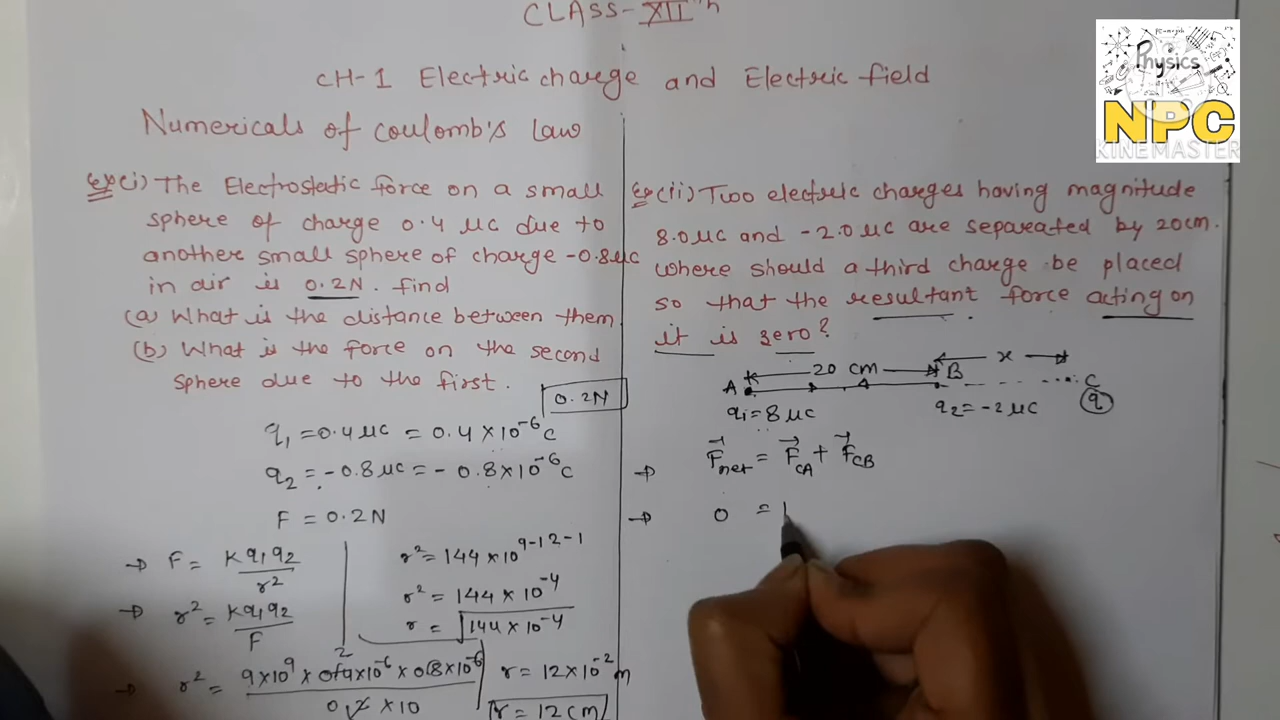 CLASS-XII th
CH-1 Electric charge and Electric field
Numericals of Coulomb's Law
Ex(i) The Electrostatic force on a small
sphere of charge 0.4 μc due to
another small sphere of charge -0.8μc
in air is 0.2N. find
(a) What is the distance between them
(b) What is the force on the second
sphere due to the first.
0.2N
q1 = 0.4 μc = 0.4 × 10^-6 c
q2 = -0.8 μc = -0.8 × 10^-6 c
F = 0.2 N
→ F = Kq1q2 / r²
→ r² = Kq1q2 / F
→ r² = 9×10^9 × 0.4×10^-6 × 0.8×10^-6 / 0.2 × 10
r² = 144 × 10^9-12-1
r² = 144 × 10^-4
r = √144 × 10^-4
r = 12 × 10^-2 m
r = 12 (cm)
Ex(ii) Two electric charges having magnitude
8.0 μc and -2.0 μc are separated by 20cm.
where should a third charge be placed
so that the resultant force acting on
it is zero?
20 cm x
A B C
q1 = 8 μc q2 = -2 μc q
→ Fnet = FCA + FCB
→ 0 =
Physics
NPC
KINEMASTER